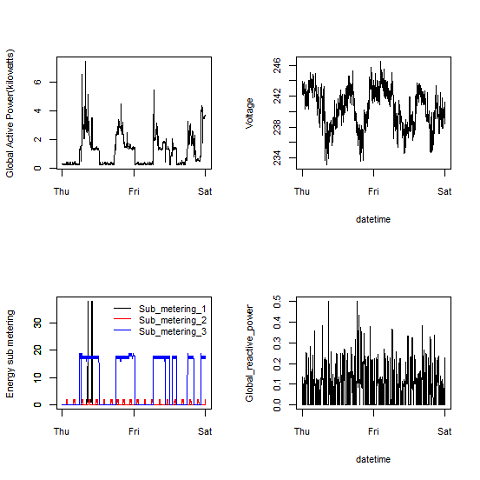 Global Active Power(kilowatts)
0 2 4 6
Thu Fri Sat
Voltage
234 238 242 246
Thu Fri Sat
datetime
Energy sub metering
0 10 20 30
Sub_metering_1
Sub_metering_2
Sub_metering_3
Thu Fri Sat
Global_reactive_power
0.0 0.1 0.2 0.3 0.4 0.5
Thu Fri Sat
datetime